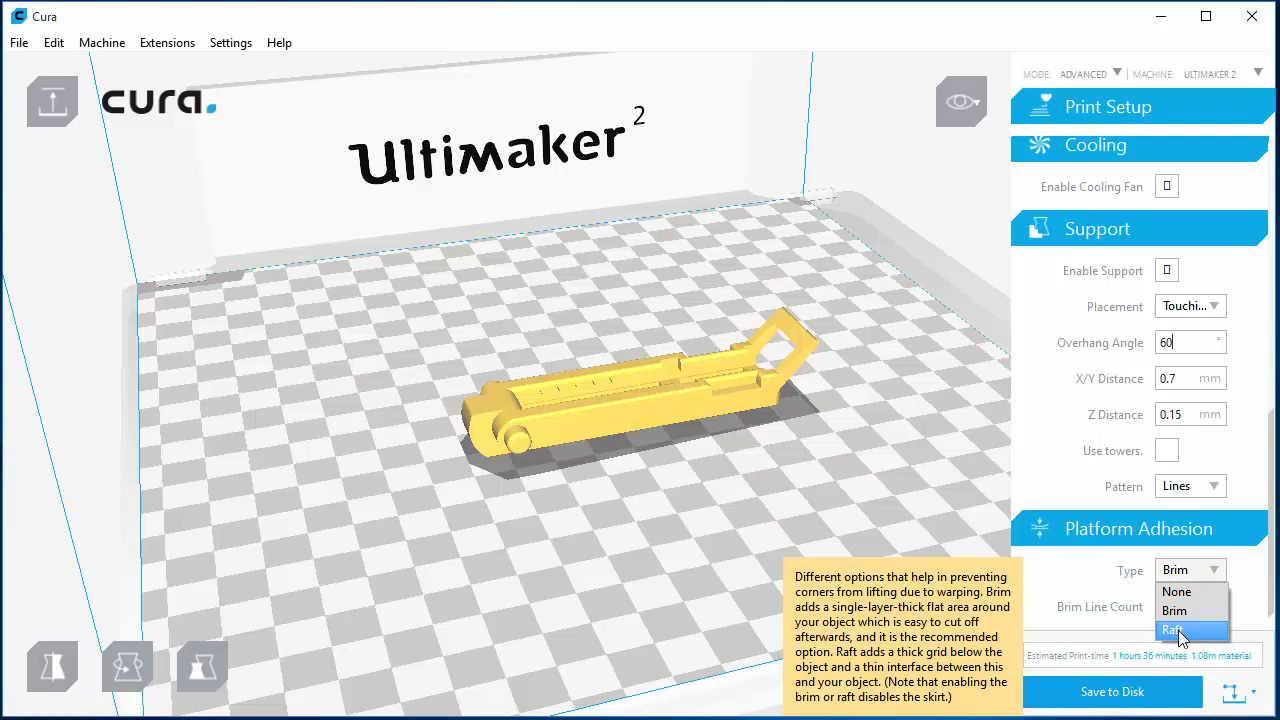 Cura
File Edit Machine Extensions Settings Help
cura.
Ultimaker²
MODE: ADVANCED MACHINE: ULTIMAKER 2
Print Setup
Cooling
Enable Cooling Fan
Support
Enable Support
Placement Touchi...
Overhang Angle 60 °
X/Y Distance 0.7 mm
Z Distance 0.15 mm
Use towers.
Pattern Lines
Platform Adhesion
Type Brim
None
Brim Line Count Brim
Raft
Different options that help in preventing
corners from lifting due to warping. Brim
adds a single-layer-thick flat area around
your object which is easy to cut off
afterwards, and it is the recommended
option. Raft adds a thick grid below the
object and a thin interface between this
and your object. (Note that enabling the
brim or raft disables the skirt.)
Estimated Print-time 1 hours 36 minutes 1.08m material
Save to Disk